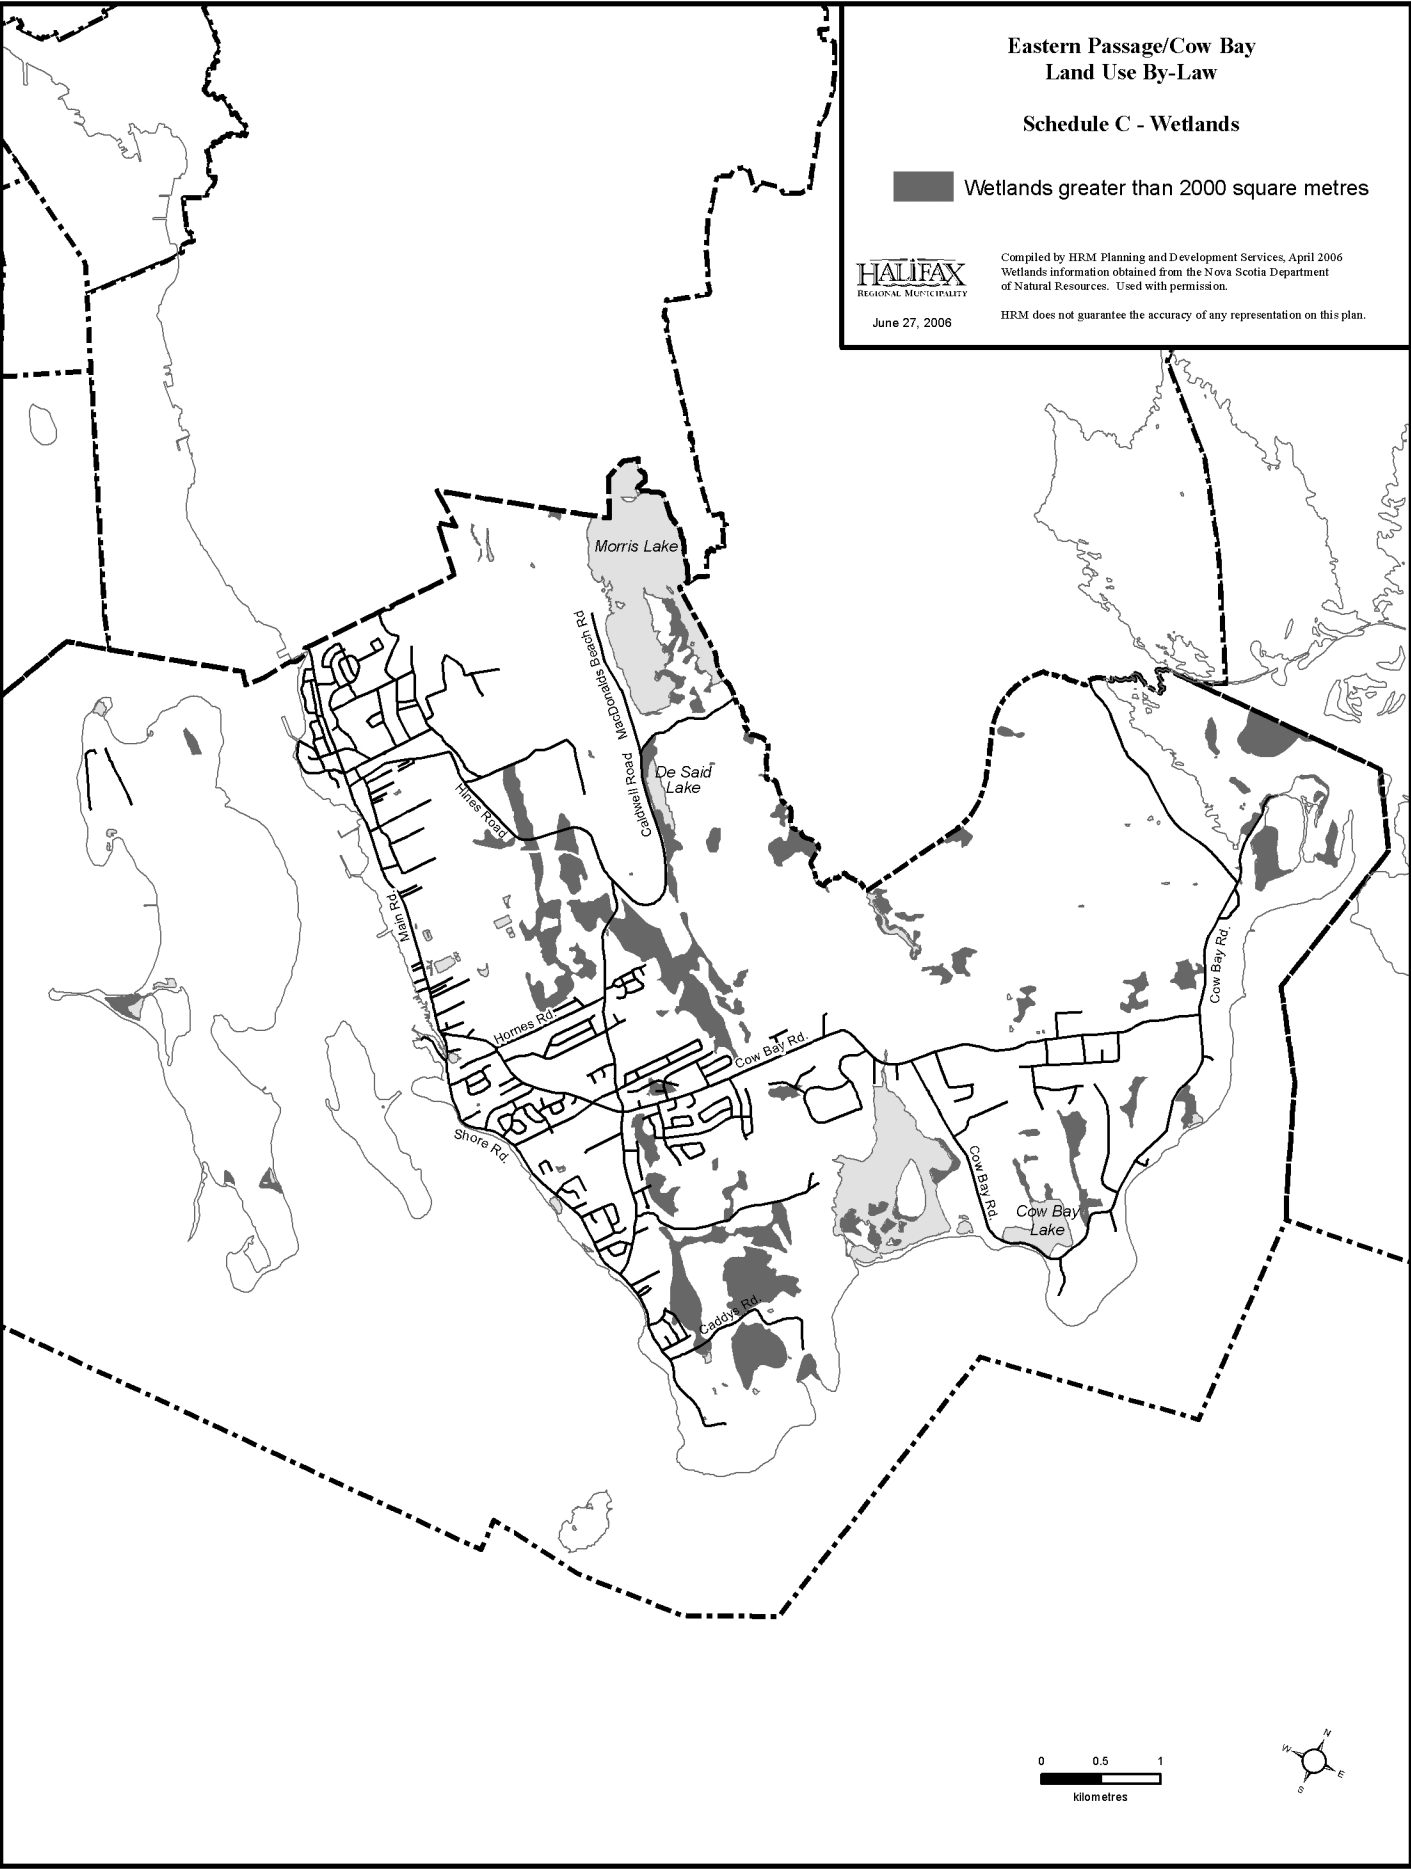 Eastern Passage/Cow Bay
Land Use By-Law
Schedule C - Wetlands
Wetlands greater than 2000 square metres
HALIFAX
REGIONAL MUNICIPALITY
June 27, 2006
Compiled by HRM Planning and Development Services, April 2006
Wetlands information obtained from the Nova Scotia Department
of Natural Resources. Used with permission.
HRM does not guarantee the accuracy of any representation on this plan.
Morris Lake
MacDonalds Beach Rd
Caldwell Road
De Said
Lake
Hines Road
Main Rd.
Cow Bay Rd.
Hornes Rd.
Cow Bay Rd.
Shore Rd.
Cow Bay Rd.
Cow Bay
Lake
Caddys Rd.
N
W
E
S
0 0.5 1
kilometres